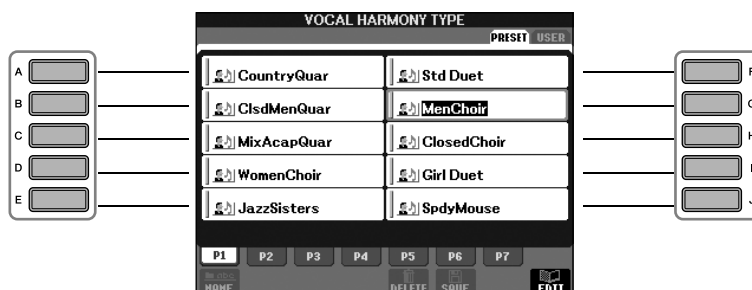 VOCAL HARMONY TYPE
PRESET USER
A CountryQuar Std Duet F
B ClsdMenQuar MenChoir
C MixAcapQuar ClosedChoir H
D WomenChoir Girl Duet I
E JazzSisters SpdyMouse J
P1 P2 P3 P4 P5 P6 P7
NAME DELETE SAVE EDIT